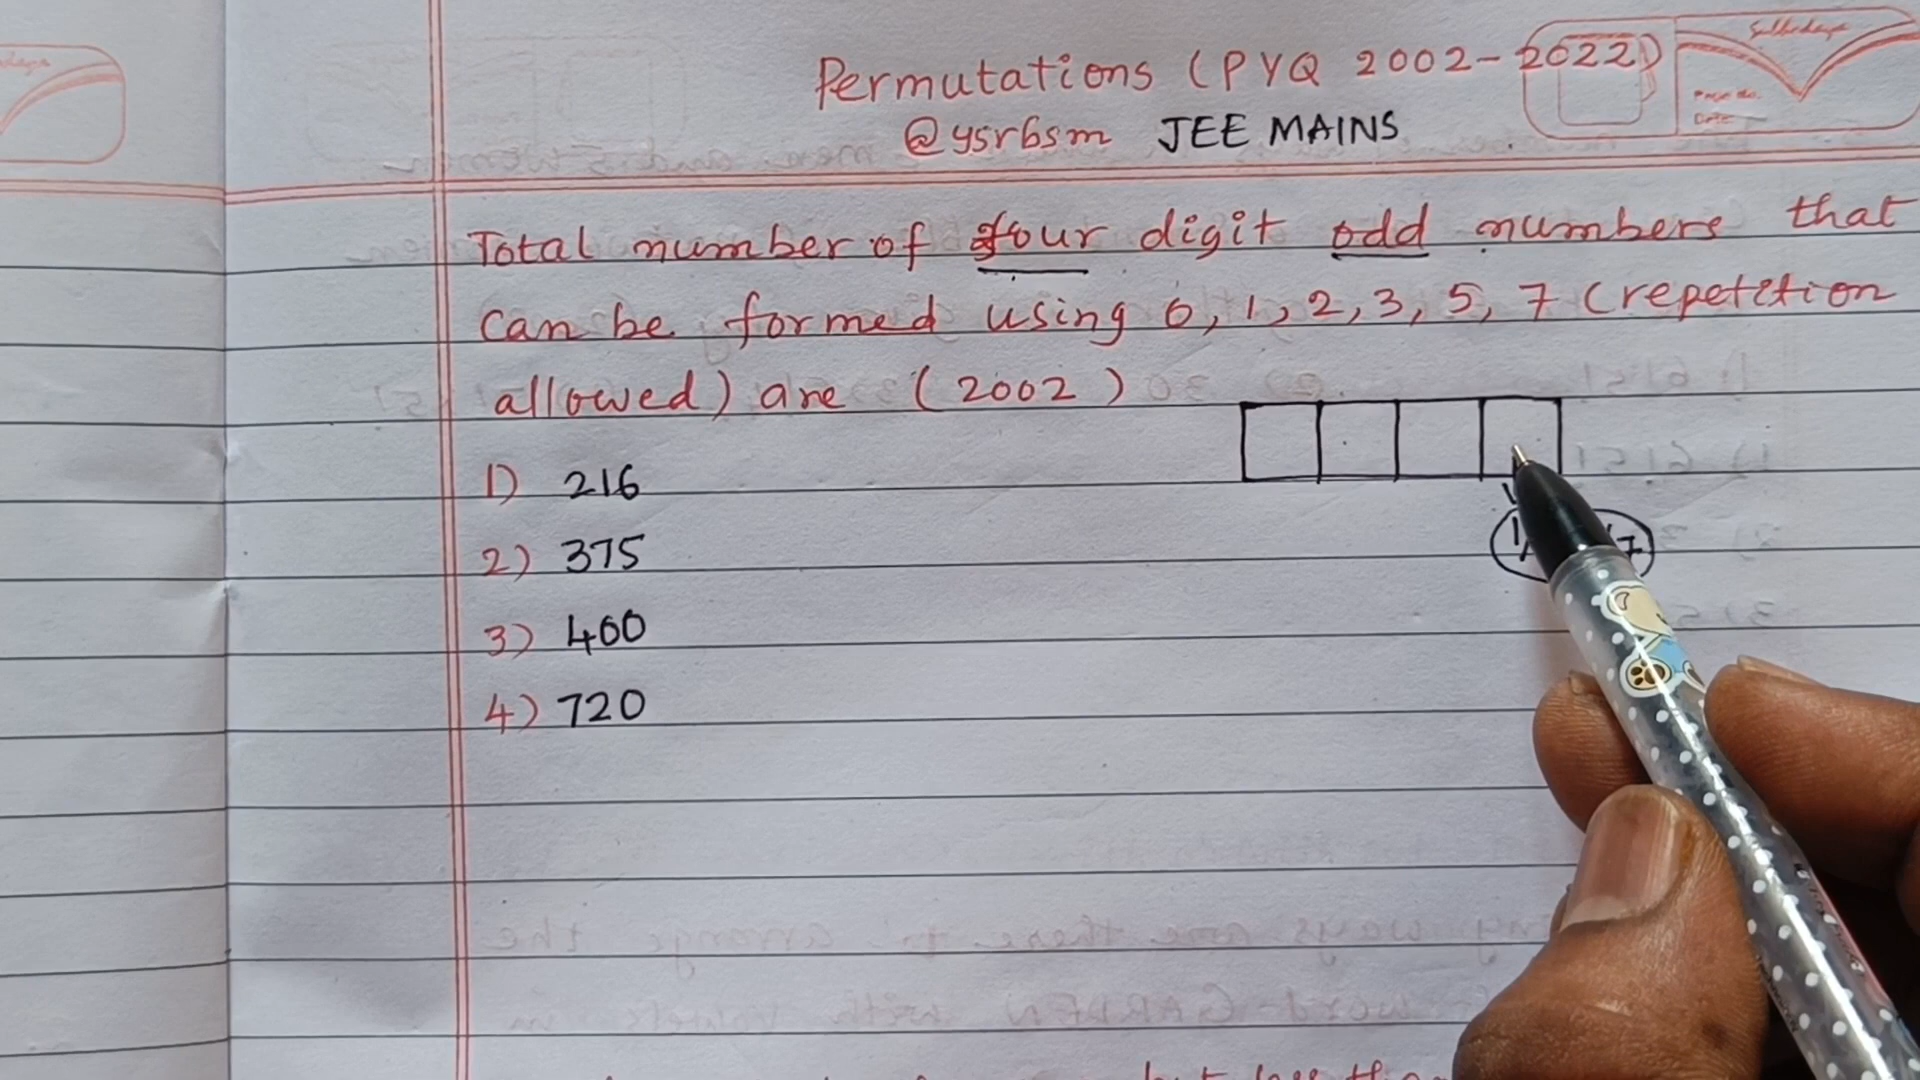 Permutations (PYQ 2002-2022)
@ysrbsm JEE MAINS
Total number of four digit odd numbers that
can be formed using 0, 1, 2, 3, 5, 7 (repetition
allowed) are (2002)
1) 216
2) 375
3) 400
4) 720
7